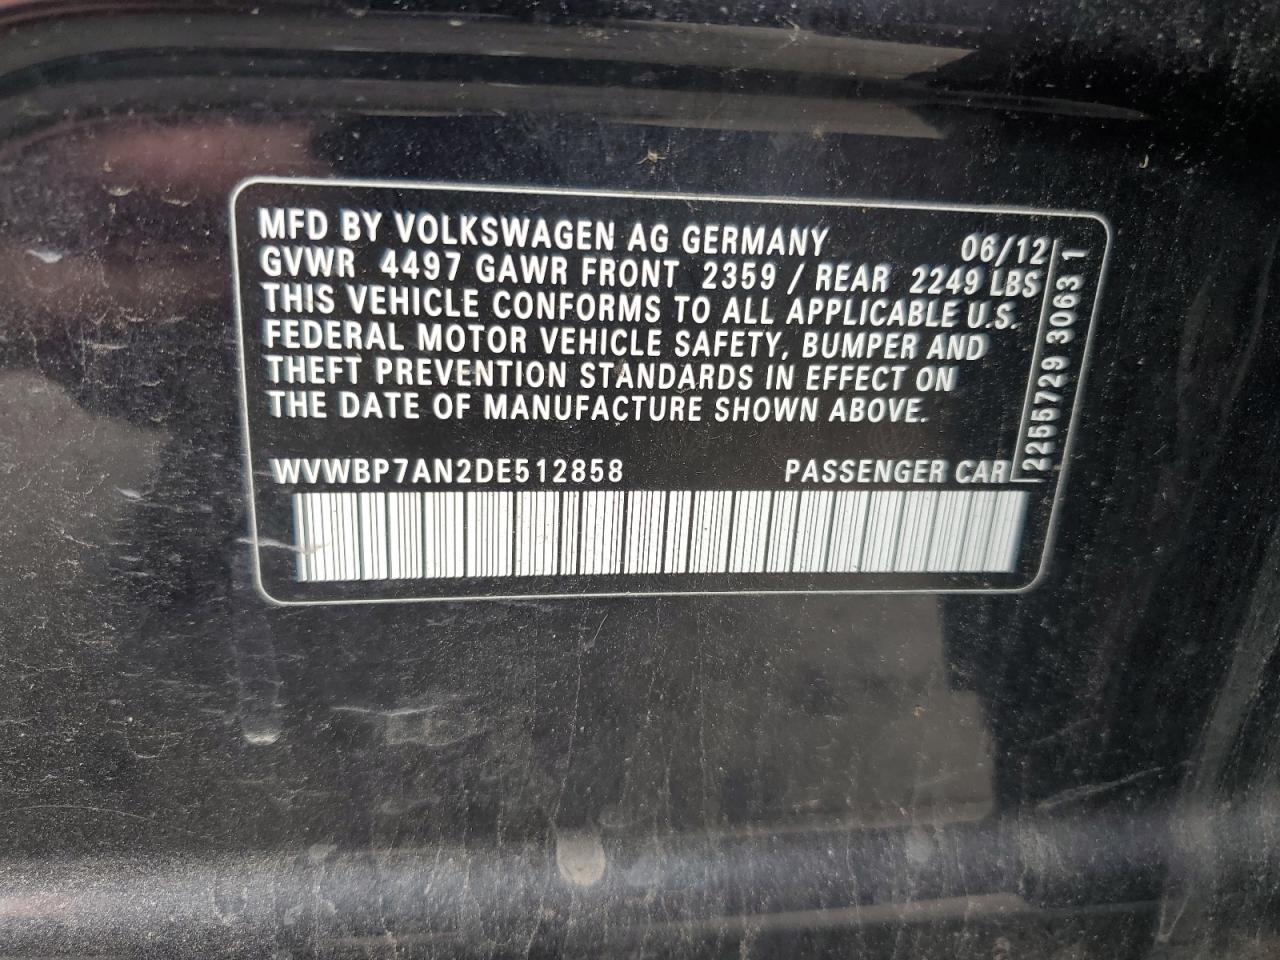 MFD BY VOLKSWAGEN AG GERMANY 06/12
GVWR 4497 GAWR FRONT 2359 / REAR 2249 LBS
THIS VEHICLE CONFORMS TO ALL APPLICABLE U.S.
FEDERAL MOTOR VEHICLE SAFETY, BUMPER AND
THEFT PREVENTION STANDARDS IN EFFECT ON
THE DATE OF MANUFACTURE SHOWN ABOVE.
WVWBP7AN2DE512858 PASSENGER CAR
2255729 3063 1